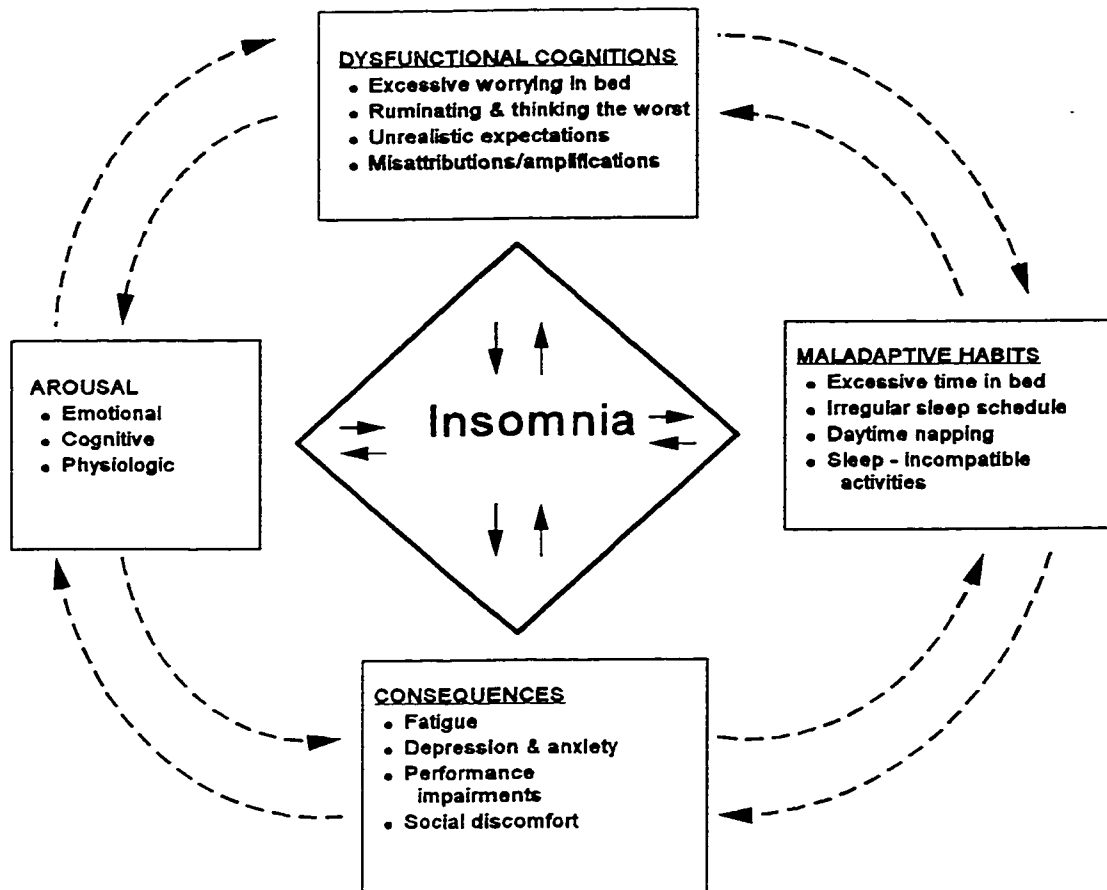 DYSFUNCTIONAL COGNITIONS
• Excessive worrying in bed
• Ruminating & thinking the worst
• Unrealistic expectations
• Misattributions/amplifications
AROUSAL
• Emotional
• Cognitive
• Physiologic
Insomnia
MALADAPTIVE HABITS
• Excessive time in bed
• Irregular sleep schedule
• Daytime napping
• Sleep - incompatible
activities
CONSEQUENCES
• Fatigue
• Depression & anxiety
• Performance
impairments
• Social discomfort